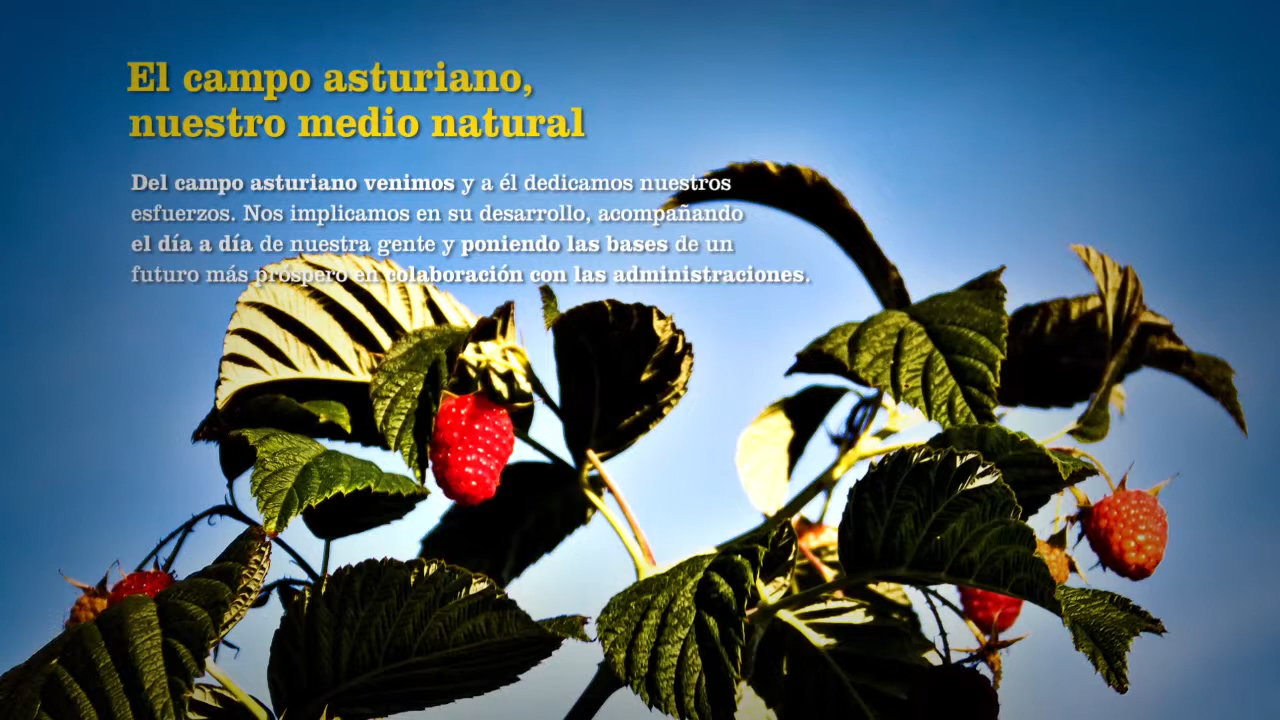 El campo asturiano,
nuestro medio natural
Del campo asturiano venimos y a él dedicamos nuestros
esfuerzos. Nos implicamos en su desarrollo, acompañando
el día a día de nuestra gente y poniendo las bases de un
futuro más próspero en colaboración con las administraciones.